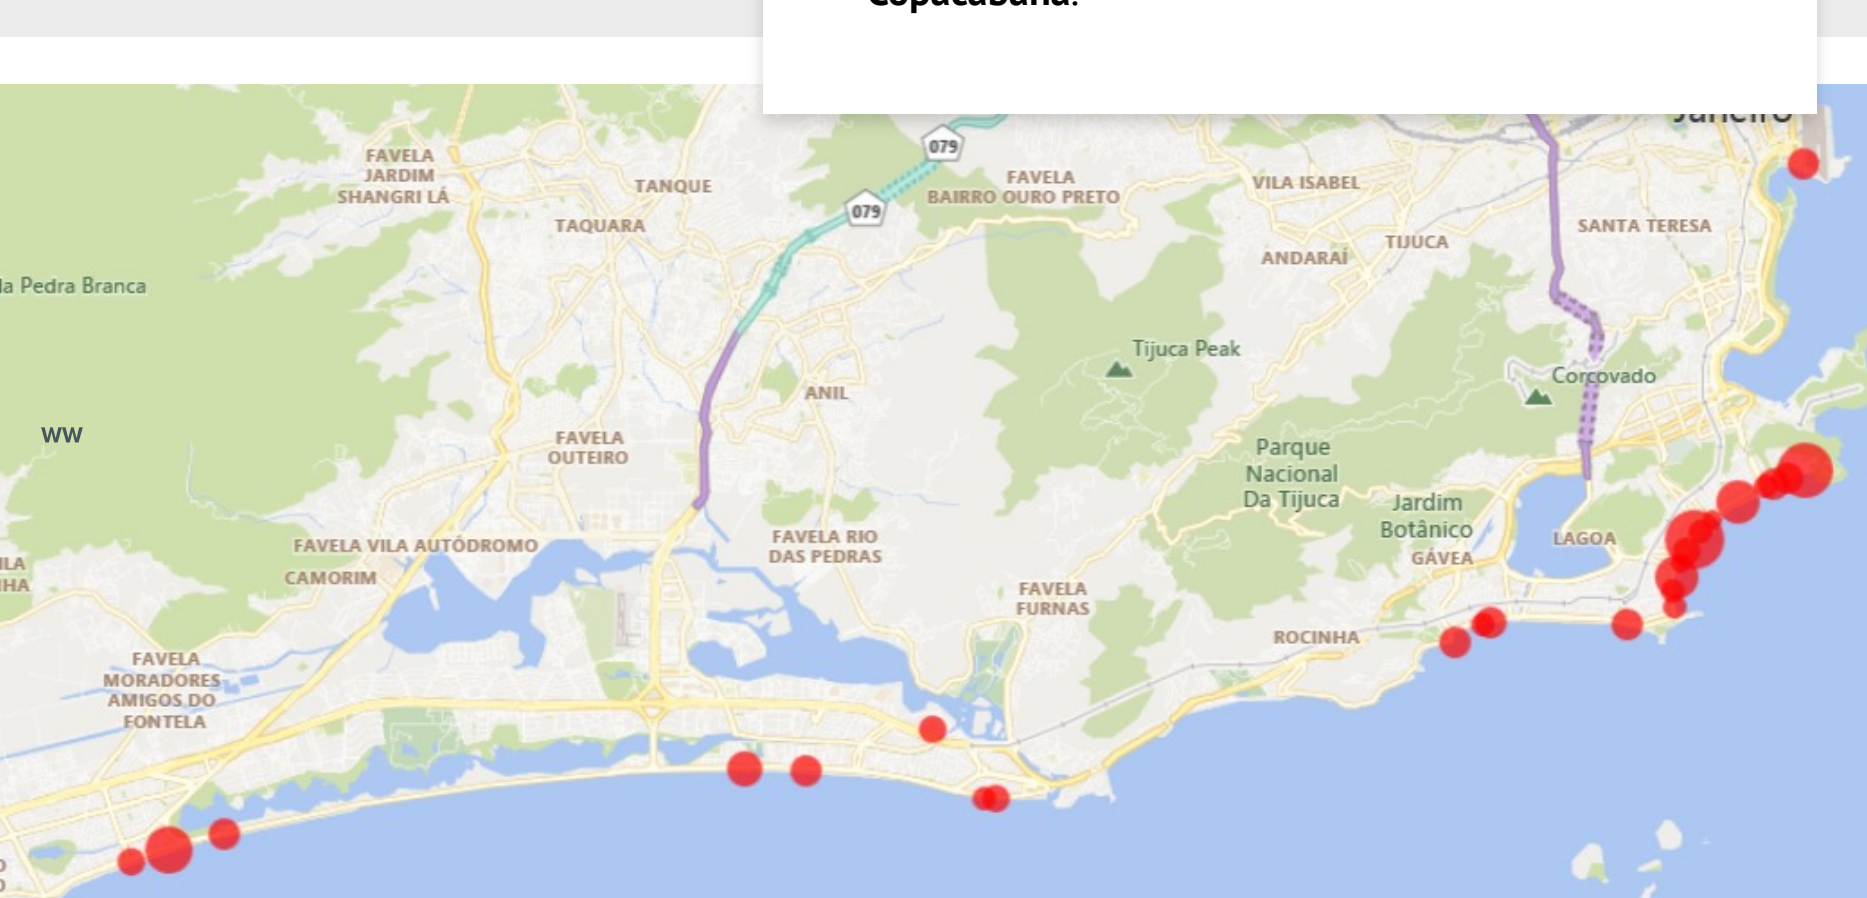 Copacabana.
Janeiro
079
FAVELA
JARDIM
SHANGRI LÁ
TANQUE
FAVELA
BAIRRO OURO PRETO
VILA ISABEL
079
TAQUARA
SANTA TERESA
TIJUCA
ANDARAÍ
la Pedra Branca
Tijuca Peak
Corcovado
ANIL
ww
FAVELA
OUTEIRO
Parque
Nacional
Da Tijuca
Jardim
Botânico
FAVELA VILA AUTÓDROMO
FAVELA RIO
DAS PEDRAS
LAGOA
GÁVEA
ILA
HA
CAMORIM
FAVELA
FURNAS
ROCINHA
FAVELA
MORADORES
AMIGOS DO
FONTELA
O
O